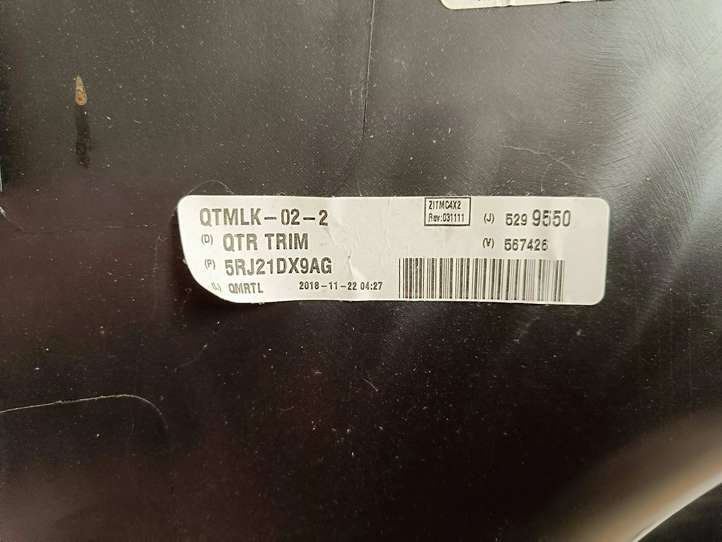 QTMLK-02-2
ZITMC4X2
Rev:031111
(J) 529 9550
(D) QTR TRIM
(V) 567426
(P) 5RJ21DX9AG
QMRTL 2018-11-22 04:27